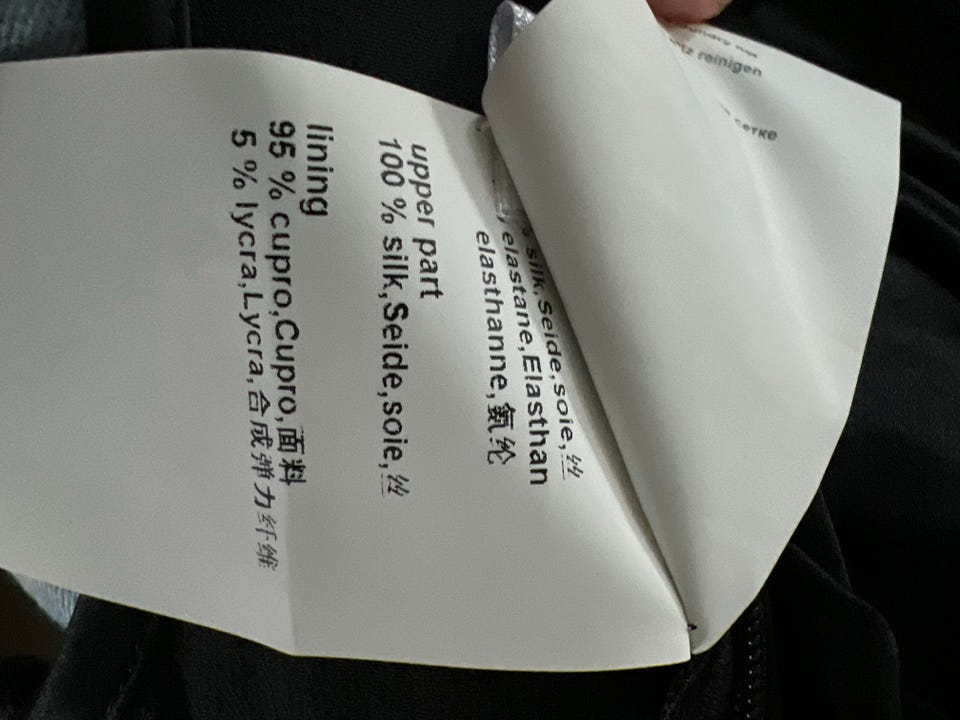 reinigen
сетке
% silk,Seide,soie,丝
elastane,Elasthan
elasthanne,氨纶
upper part
100 % silk,Seide,soie,丝
lining
95 % cupro,Cupro,面料
5 % lycra,Lycra,合成弹力纤维